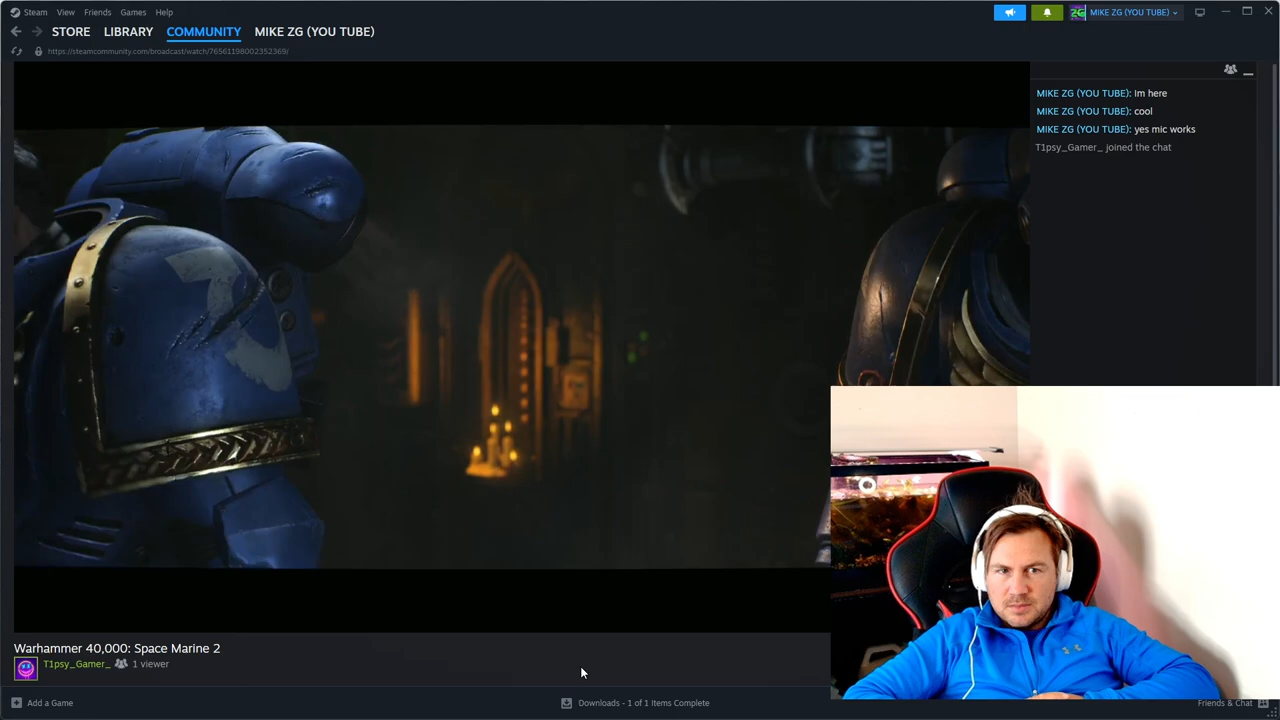 Steam View Friends Games Help
MIKE ZG (YOU TUBE)
STORE LIBRARY COMMUNITY MIKE ZG (YOU TUBE)
https://steamcommunity.com/broadcast/watch/76561198002352369/
MIKE ZG (YOU TUBE): Im here
MIKE ZG (YOU TUBE): cool
MIKE ZG (YOU TUBE): yes mic works
T1psy_Gamer_ joined the chat
Warhammer 40,000: Space Marine 2
T1psy_Gamer_ 1 viewer
Add a Game
Downloads - 1 of 1 Items Complete
Friends & Chat